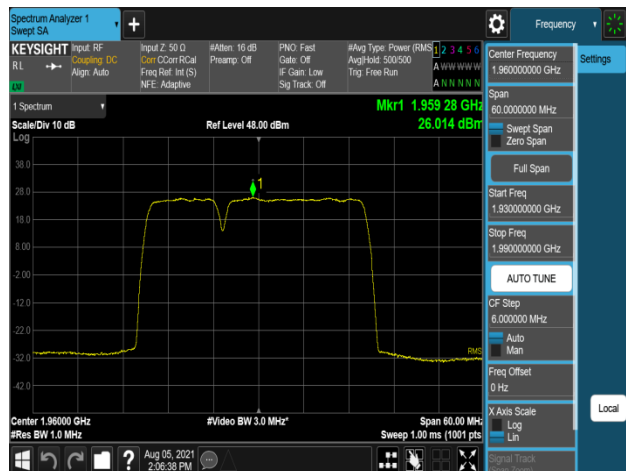 Spectrum Analyzer 1
Swept SA
+
Frequency
KEYSIGHT Input: RF Input Z: 50 Ω #Atten: 16 dB PNO: Fast #Avg Type: Power (RMS 1 2 3 4 5 6
RL Coupling: DC Corr CCorr RCal Preamp: Off Gate: Off Avg|Hold: 500/500 A W W W W W
Align: Auto Freq Ref: Int (S) IF Gain: Low Trig: Free Run
NFE: Adaptive Sig Track: Off A N N N N N
1 Spectrum
Mkr1 1.959 28 GHz
Scale/Div 10 dB Ref Level 48.00 dBm 26.014 dBm
Log
38.0
28.0
18.0
8.00
-2.00
-12.0
-22.0
-32.0
-42.0
1
RMS
Center 1.96000 GHz #Video BW 3.0 MHz* Span 60.00 MHz
#Res BW 1.0 MHz Sweep 1.00 ms (1001 pts
? Aug 05, 2021
2:06:38 PM
Center Frequency
1.960000000 GHz
Settings
Span
60.0000000 MHz
Swept Span
Zero Span
Full Span
Start Freq
1.930000000 GHz
Stop Freq
1.990000000 GHz
AUTO TUNE
CF Step
6.000000 MHz
Auto
Man
Freq Offset
0 Hz
X Axis Scale
Log
Lin
Local
Signal Track